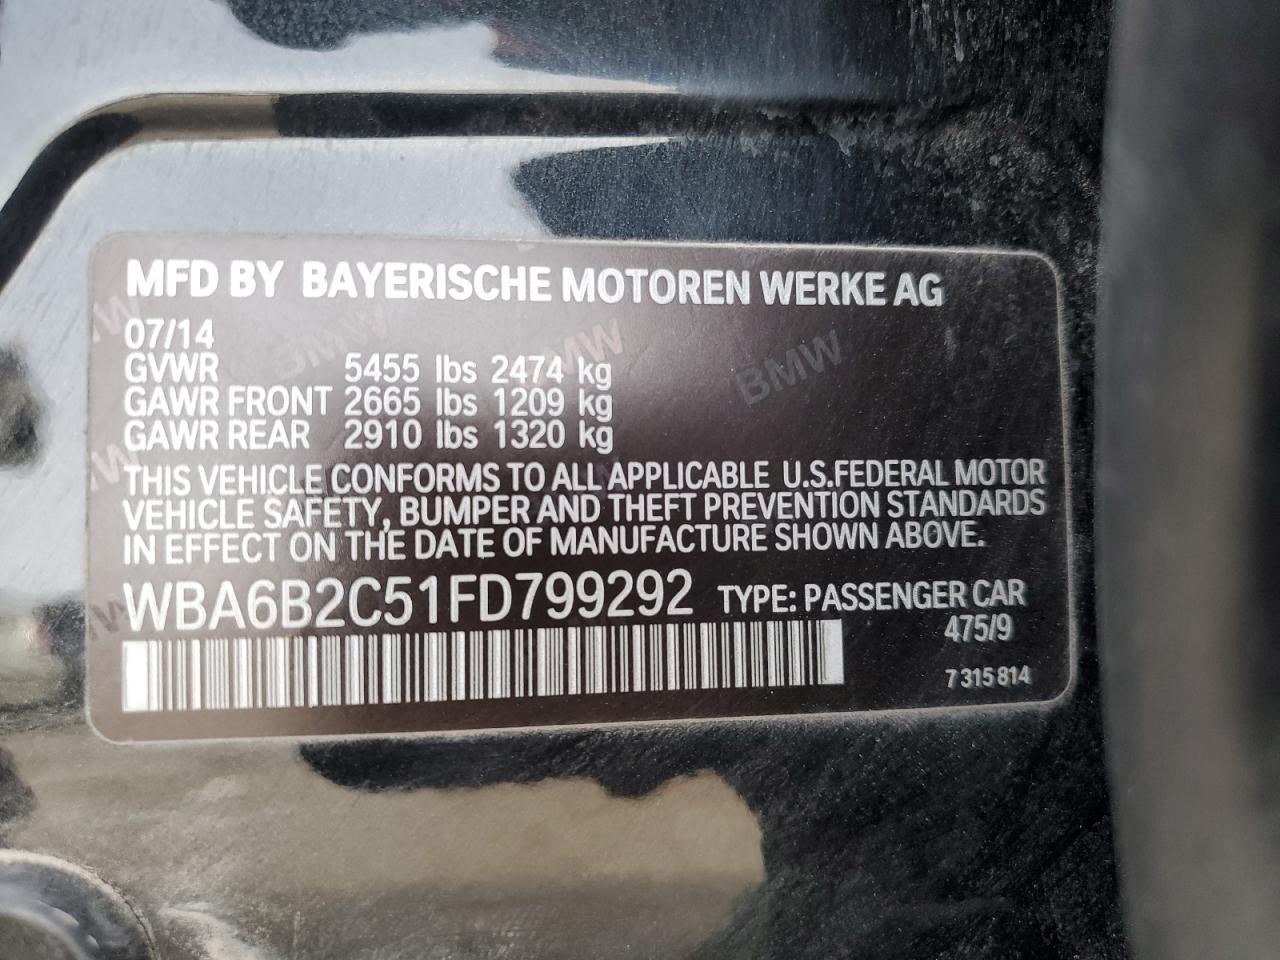 MFD BY BAYERISCHE MOTOREN WERKE AG
07/14
GVWR 5455 lbs 2474 kg
GAWR FRONT 2665 lbs 1209 kg
GAWR REAR 2910 lbs 1320 kg
THIS VEHICLE CONFORMS TO ALL APPLICABLE U.S.FEDERAL MOTOR
VEHICLE SAFETY, BUMPER AND THEFT PREVENTION STANDARDS
IN EFFECT ON THE DATE OF MANUFACTURE SHOWN ABOVE.
WBA6B2C51FD799292 TYPE: PASSENGER CAR
475/9
7 315 814
BMW
BMW
BMW